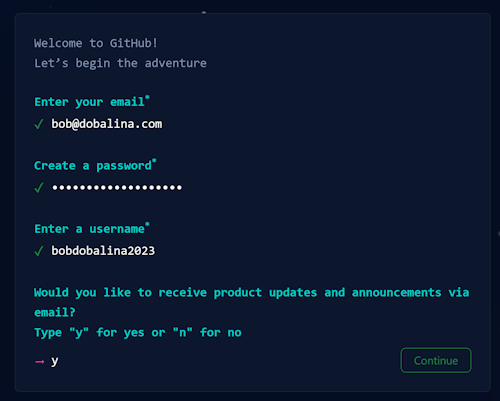 Welcome to GitHub!
Let’s begin the adventure
Enter your email*
✓ bob@dobalina.com
Create a password*
✓ •••••••••••••••••••
Enter a username*
✓ bobdobalina2023
Would you like to receive product updates and announcements via
email?
Type "y" for yes or "n" for no
→ y
Continue